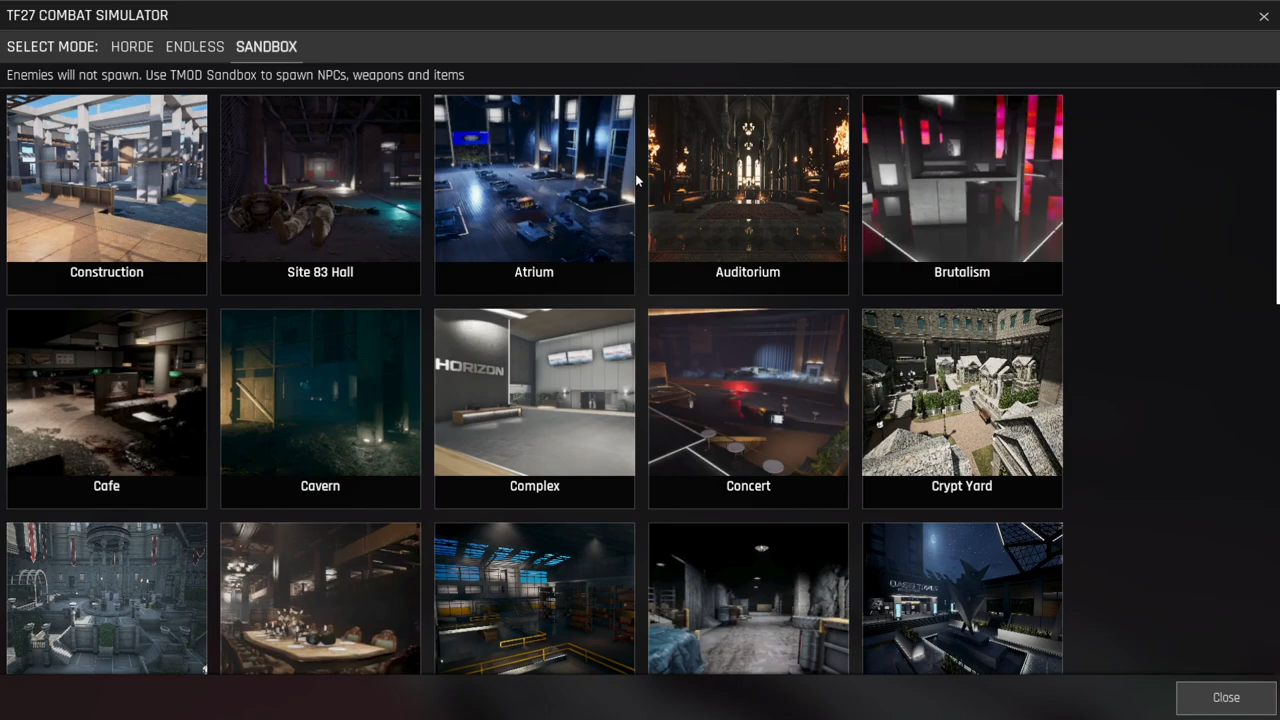 TF27 COMBAT SIMULATOR
SELECT MODE: HORDE ENDLESS SANDBOX
Enemies will not spawn. Use TMOD Sandbox to spawn NPCs, weapons and items
Construction
Site 83 Hall
Atrium
Auditorium
Brutalism
HORIZON
Cafe
Cavern
Complex
Concert
Crypt Yard
Close